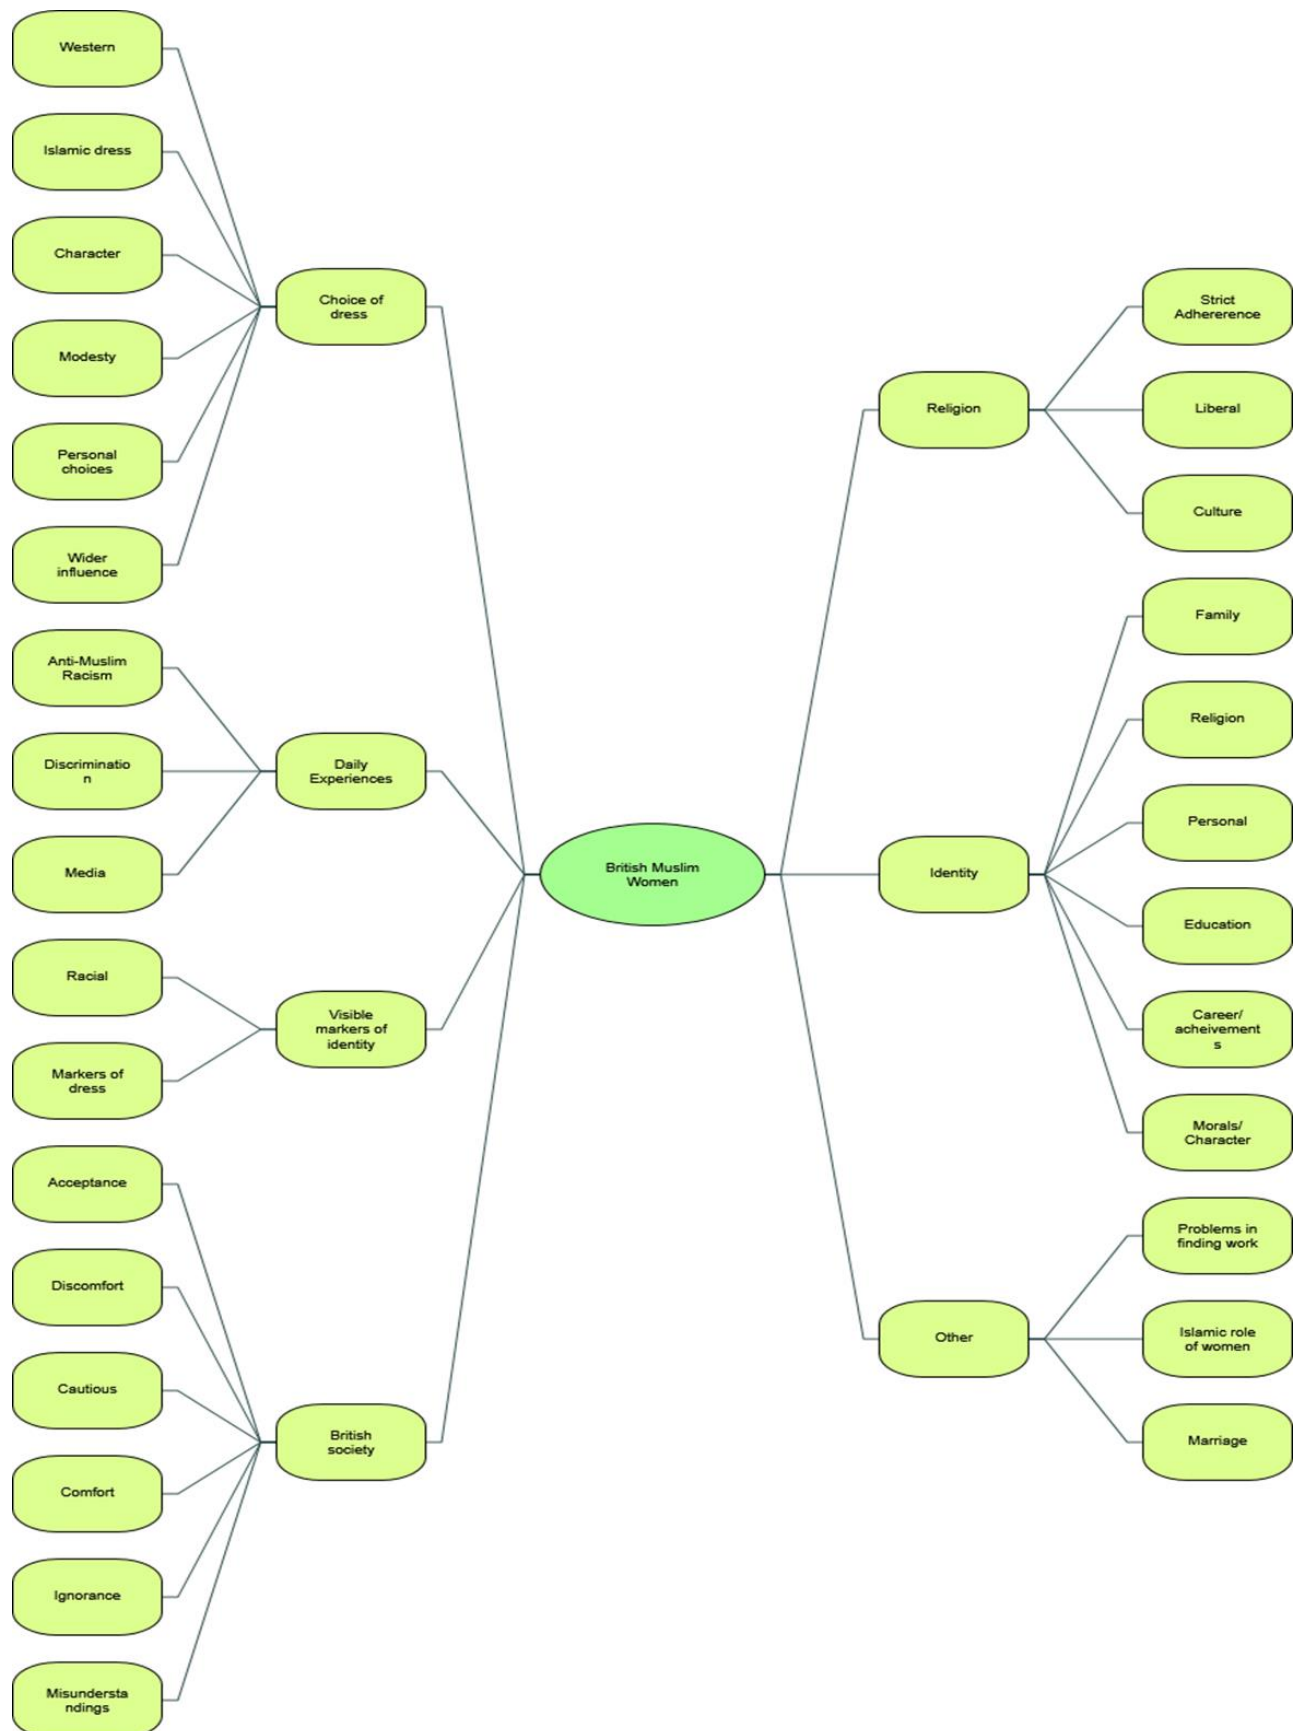 Western
Islamic dress
Character
Modesty
Personal
choices
Wider
influence
Choice of
dress
Anti-Muslim
Racism
Discriminatio
n
Media
Daily
Experiences
Racial
Markers of
dress
Visible
markers of
identity
Acceptance
Discomfort
Cautious
Comfort
Ignorance
Misundersta
ndings
British
society
British Muslim
Women
Religion
Strict
Adhererence
Liberal
Culture
Identity
Family
Religion
Personal
Education
Career/
acheivement
s
Morals/
Character
Other
Problems in
finding work
Islamic role
of women
Marriage